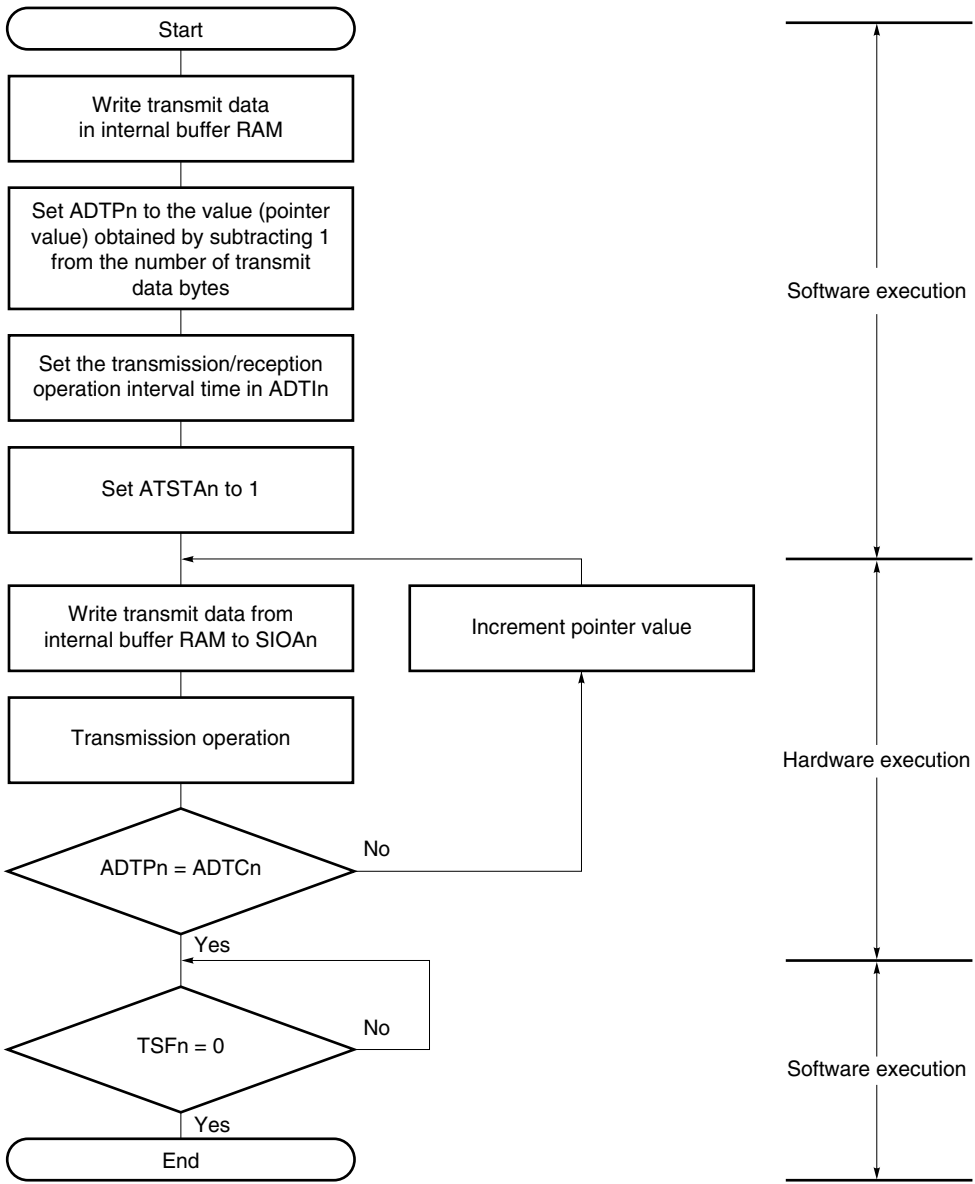 Start
Write transmit data
in internal buffer RAM
Set ADTPn to the value (pointer
value) obtained by subtracting 1
from the number of transmit
data bytes
Software execution
Set the transmission/reception
operation interval time in ADTIn
Set ATSTAn to 1
Write transmit data from
internal buffer RAM to SIOAn
Increment pointer value
Transmission operation
Hardware execution
ADTPn = ADTCn
No
Yes
TSFn = 0
No
Software execution
Yes
End